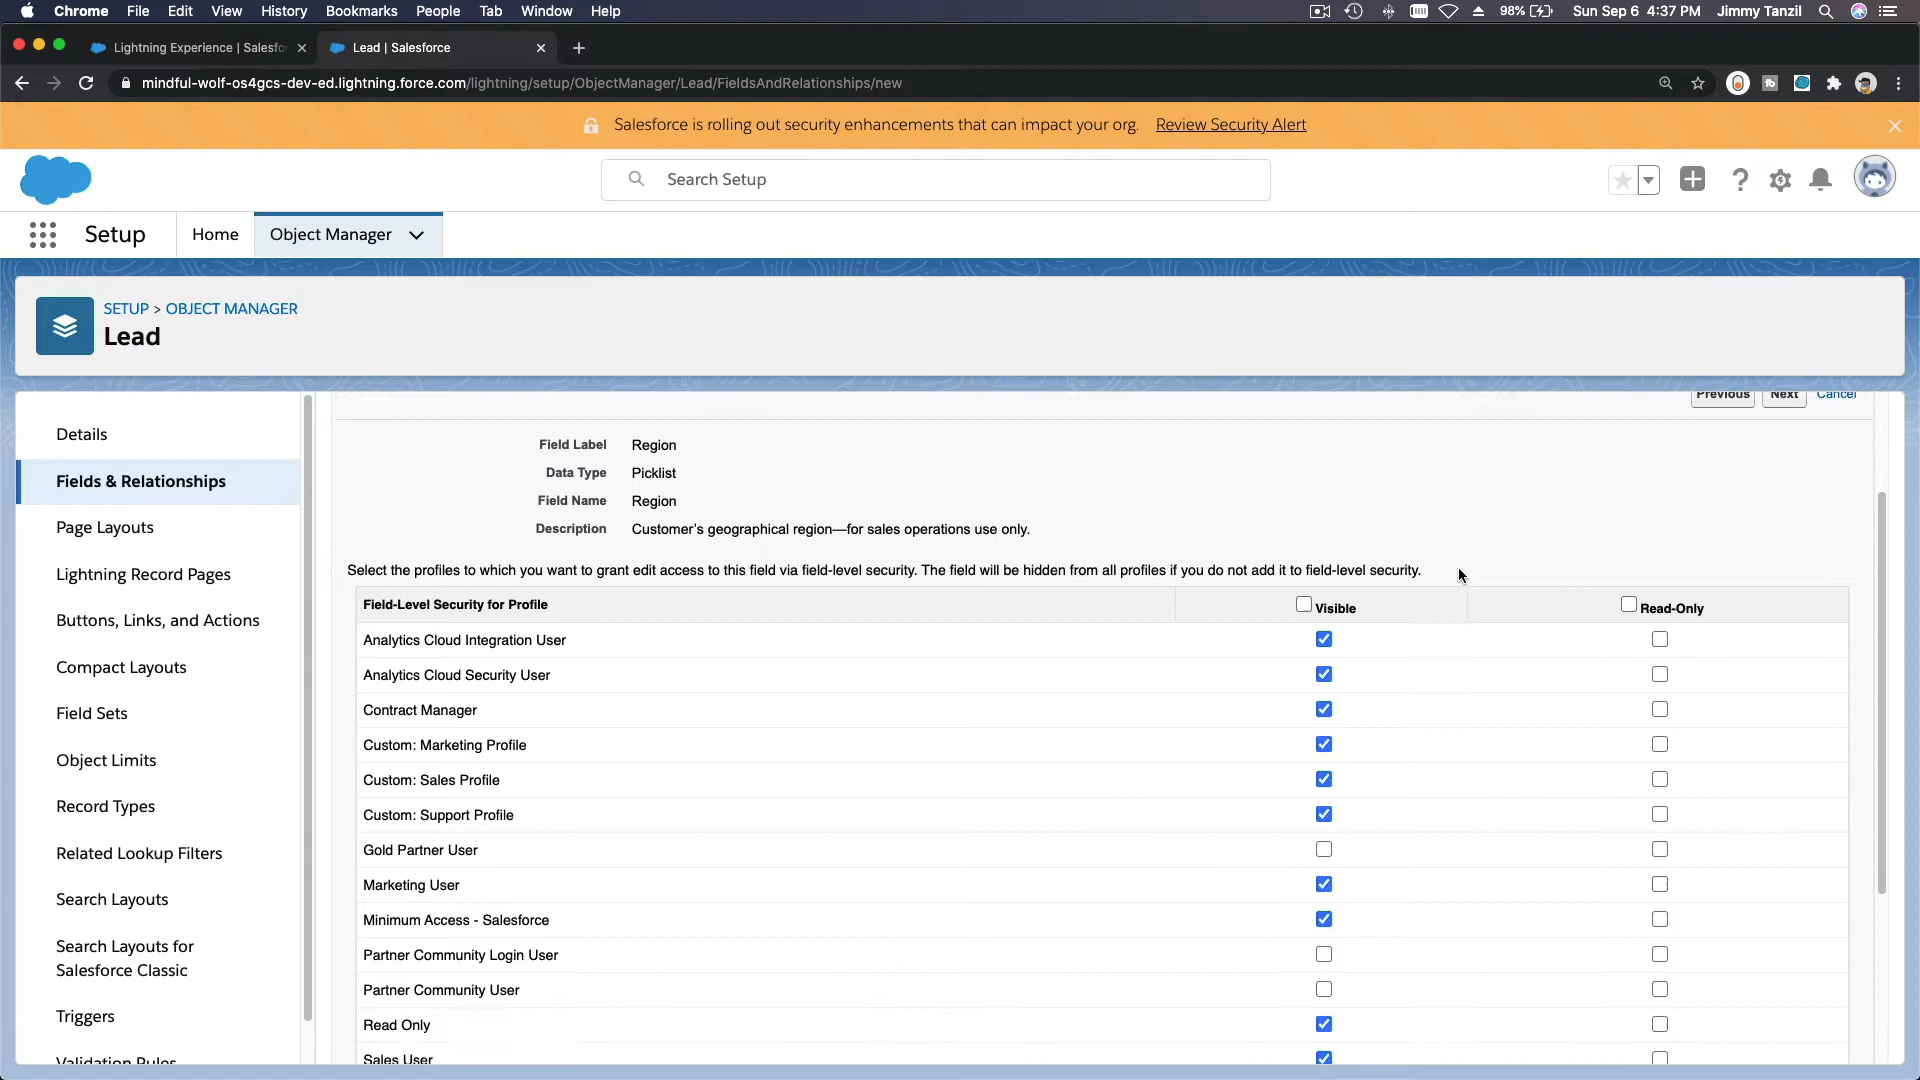 Chrome File Edit View History Bookmarks People Tab Window Help 98% Sun Sep 6 4:37 PM Jimmy Tanzil
Lightning Experience | Salesfor
Lead | Salesforce
mindful-wolf-os4gcs-dev-ed.lightning.force.com/lightning/setup/ObjectManager/Lead/FieldsAndRelationships/new
Salesforce is rolling out security enhancements that can impact your org. Review Security Alert
Search Setup
Setup Home Object Manager
SETUP > OBJECT MANAGER
Lead
Details
Fields & Relationships
Page Layouts
Lightning Record Pages
Buttons, Links, and Actions
Compact Layouts
Field Sets
Object Limits
Record Types
Related Lookup Filters
Search Layouts
Search Layouts for
Salesforce Classic
Triggers
Validation Rules
Previous Next Cancel
Field Label Region
Data Type Picklist
Field Name Region
Description Customer's geographical region—for sales operations use only.
Select the profiles to which you want to grant edit access to this field via field-level security. The field will be hidden from all profiles if you do not add it to field-level security.
Field-Level Security for Profile Visible Read-Only
Analytics Cloud Integration User
Analytics Cloud Security User
Contract Manager
Custom: Marketing Profile
Custom: Sales Profile
Custom: Support Profile
Gold Partner User
Marketing User
Minimum Access - Salesforce
Partner Community Login User
Partner Community User
Read Only
Sales User